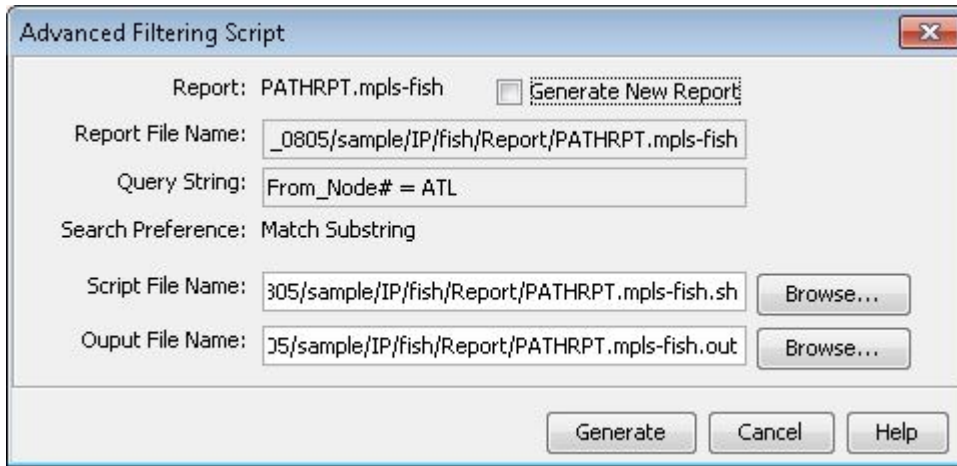 Advanced Filtering Script
Report: PATHRPT.mpls-fish Generate New Report
Report File Name: _0805/sample/IP/fish/Report/PATHRPT.mpls-fish
Query String: From_Node# = ATL
Search Preference: Match Substring
Script File Name: 305/sample/IP/fish/Report/PATHRPT.mpls-fish.sh Browse...
Ouput File Name: 05/sample/IP/fish/Report/PATHRPT.mpls-fish.out Browse...
Generate Cancel Help